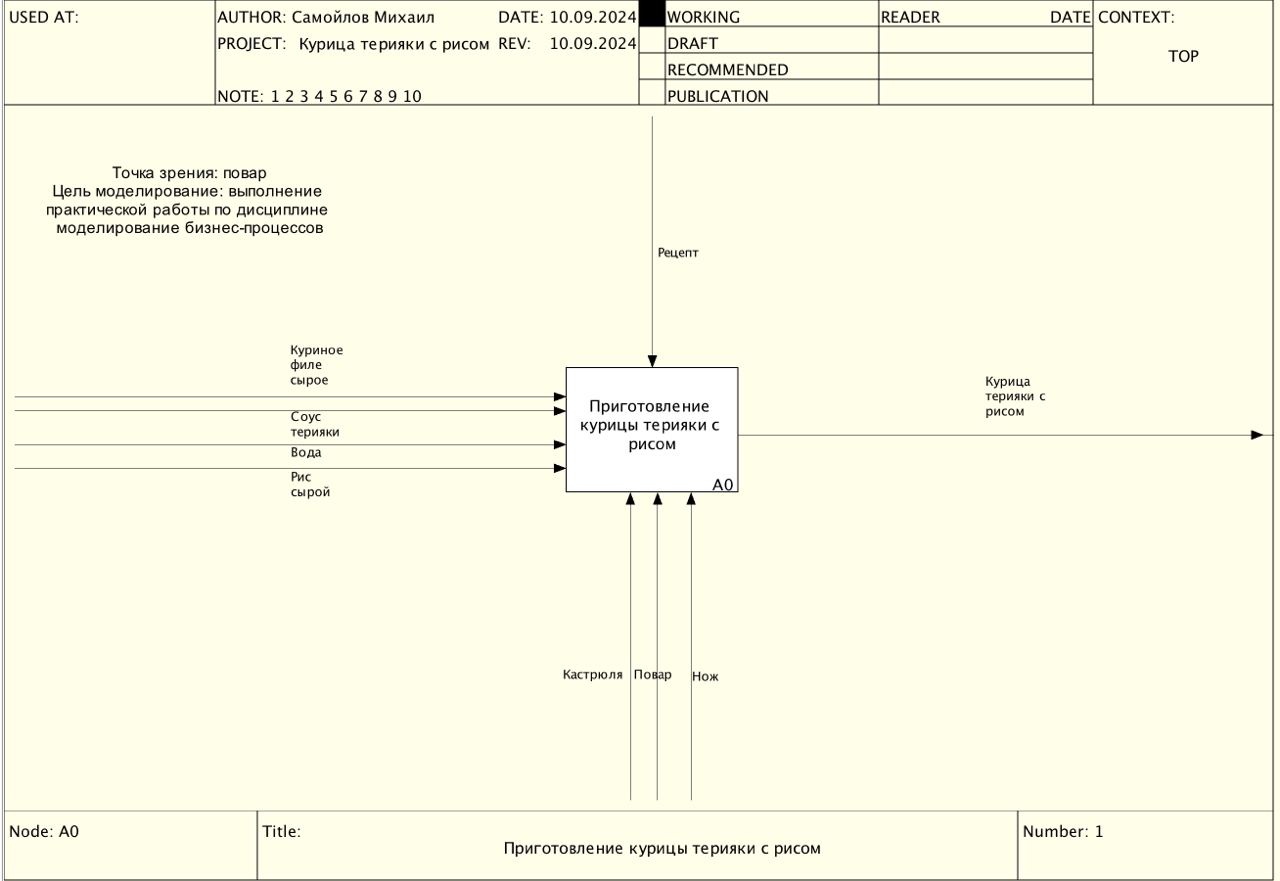 USED AT:
AUTHOR: Самойлов Михаил
DATE: 10.09.2024
PROJECT: Курица терияки с рисом
REV: 10.09.2024
NOTE: 1 2 3 4 5 6 7 8 9 10
WORKING
DRAFT
RECOMMENDED
PUBLICATION
READER
DATE
CONTEXT:
TOP
Точка зрения: повар
Цель моделирование: выполнение
практической работы по дисциплине
моделирование бизнес-процессов
Рецепт
Куриное
филе
сырое
Соус
терияки
Вода
Рис
сырой
Приготовление
курицы терияки с
рисом
A0
Курица
терияки с
рисом
Кастрюля
Повар
Нож
Node: A0
Title:
Приготовление курицы терияки с рисом
Number: 1